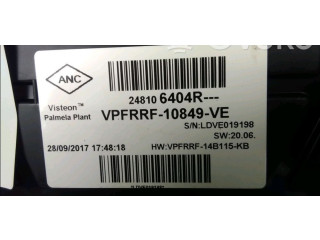 ANC
Visteon™
Palmela Plant
24810 6404R---
VPFRRF-10849-VE
S/N:LDVE019198
SW:20.06.
28/09/2017 17:48:18
HW:VPFRRF-14B115-KB